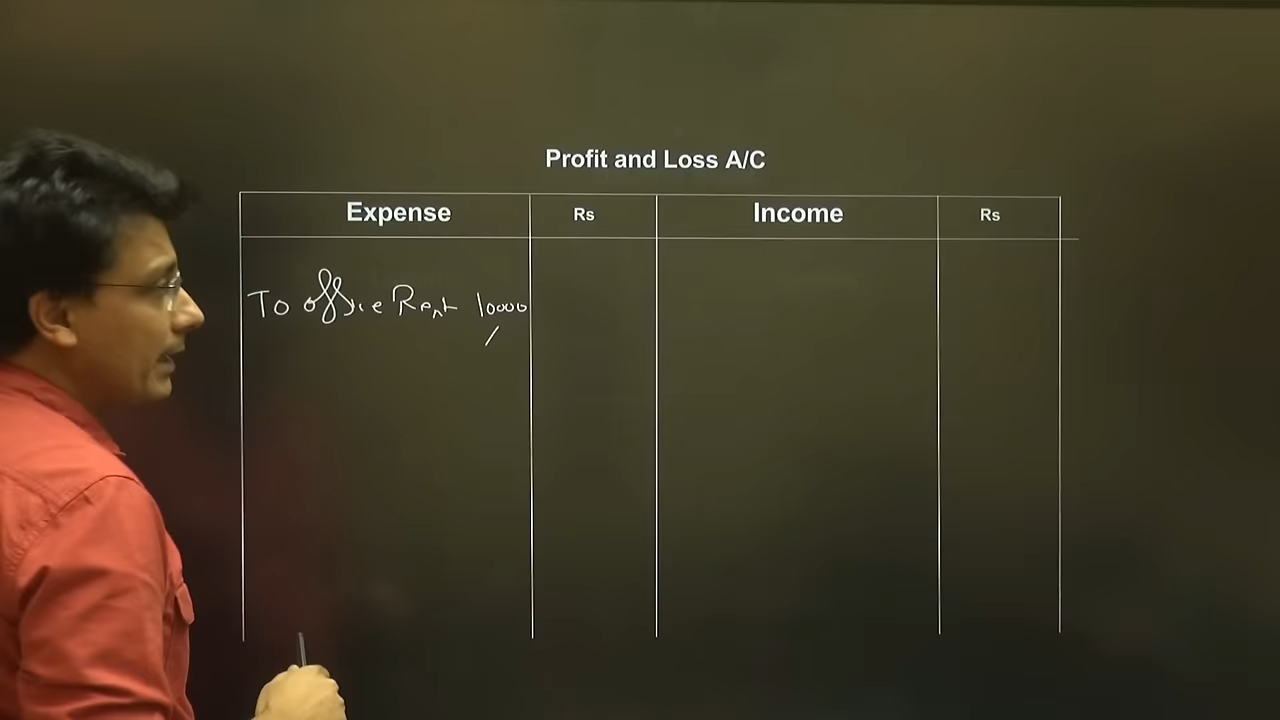 Profit and Loss A/C
Expense Rs Income Rs
To office Rent 10000
/